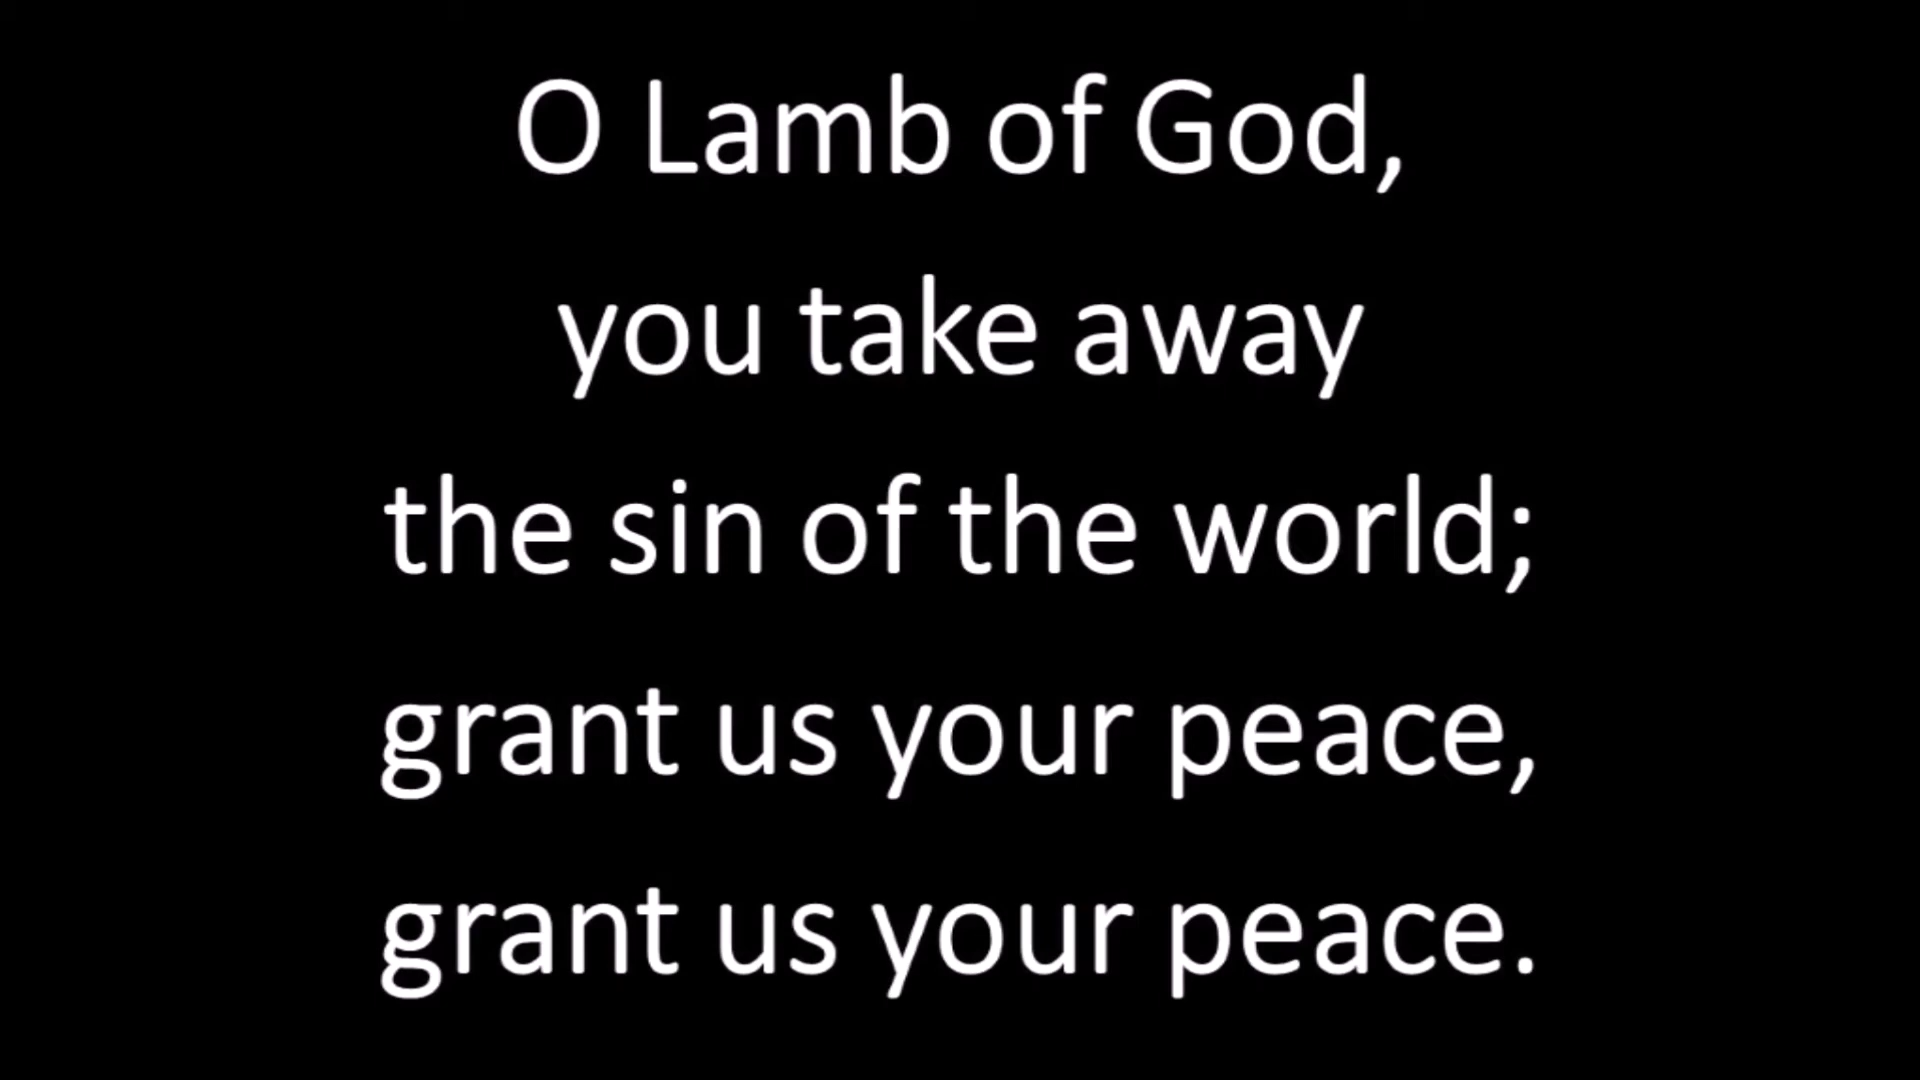 O Lamb of God,
you take away
the sin of the world;
grant us your peace,
grant us your peace.